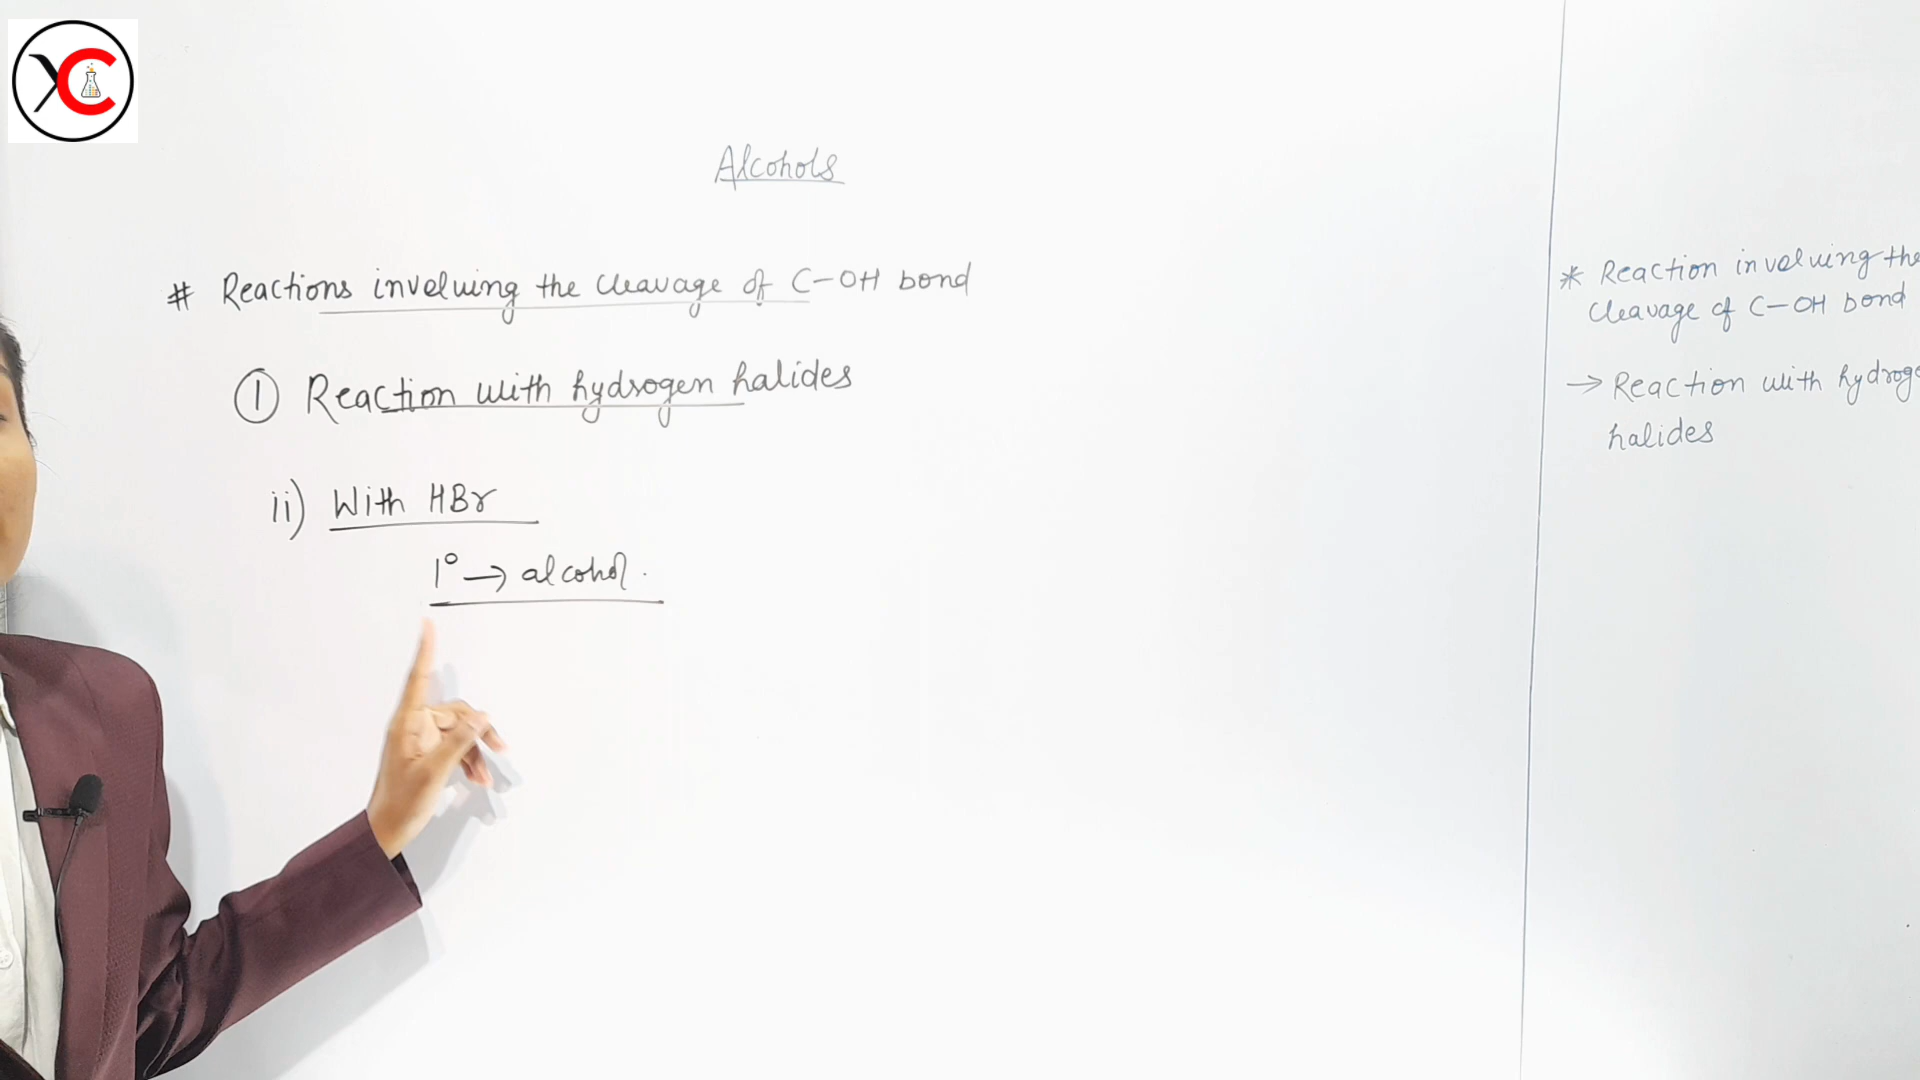 Alcohols
# Reactions involving the cleavage of C-OH bond
① Reaction with hydrogen halides
ii) With HBr
1° → alcohol.
* Reaction involving the
cleavage of C-OH bond
→ Reaction with hydroge
halides